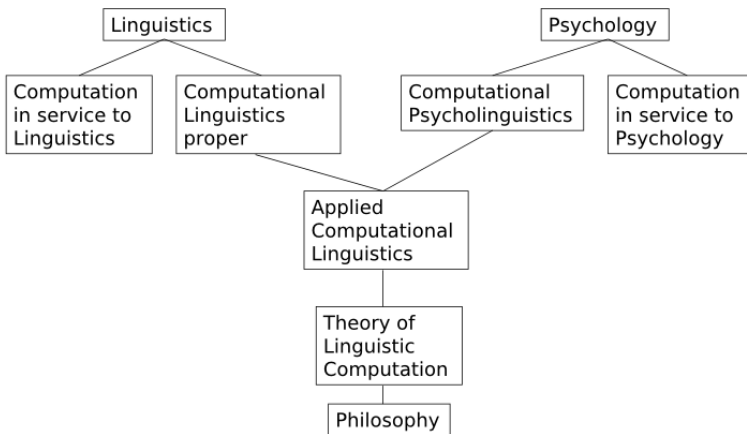 Linguistics
Psychology
Computation
in service to
Linguistics
Computational
Linguistics
proper
Computational
Psycholinguistics
Computation
in service to
Psychology
Applied
Computational
Linguistics
Theory of
Linguistic
Computation
Philosophy